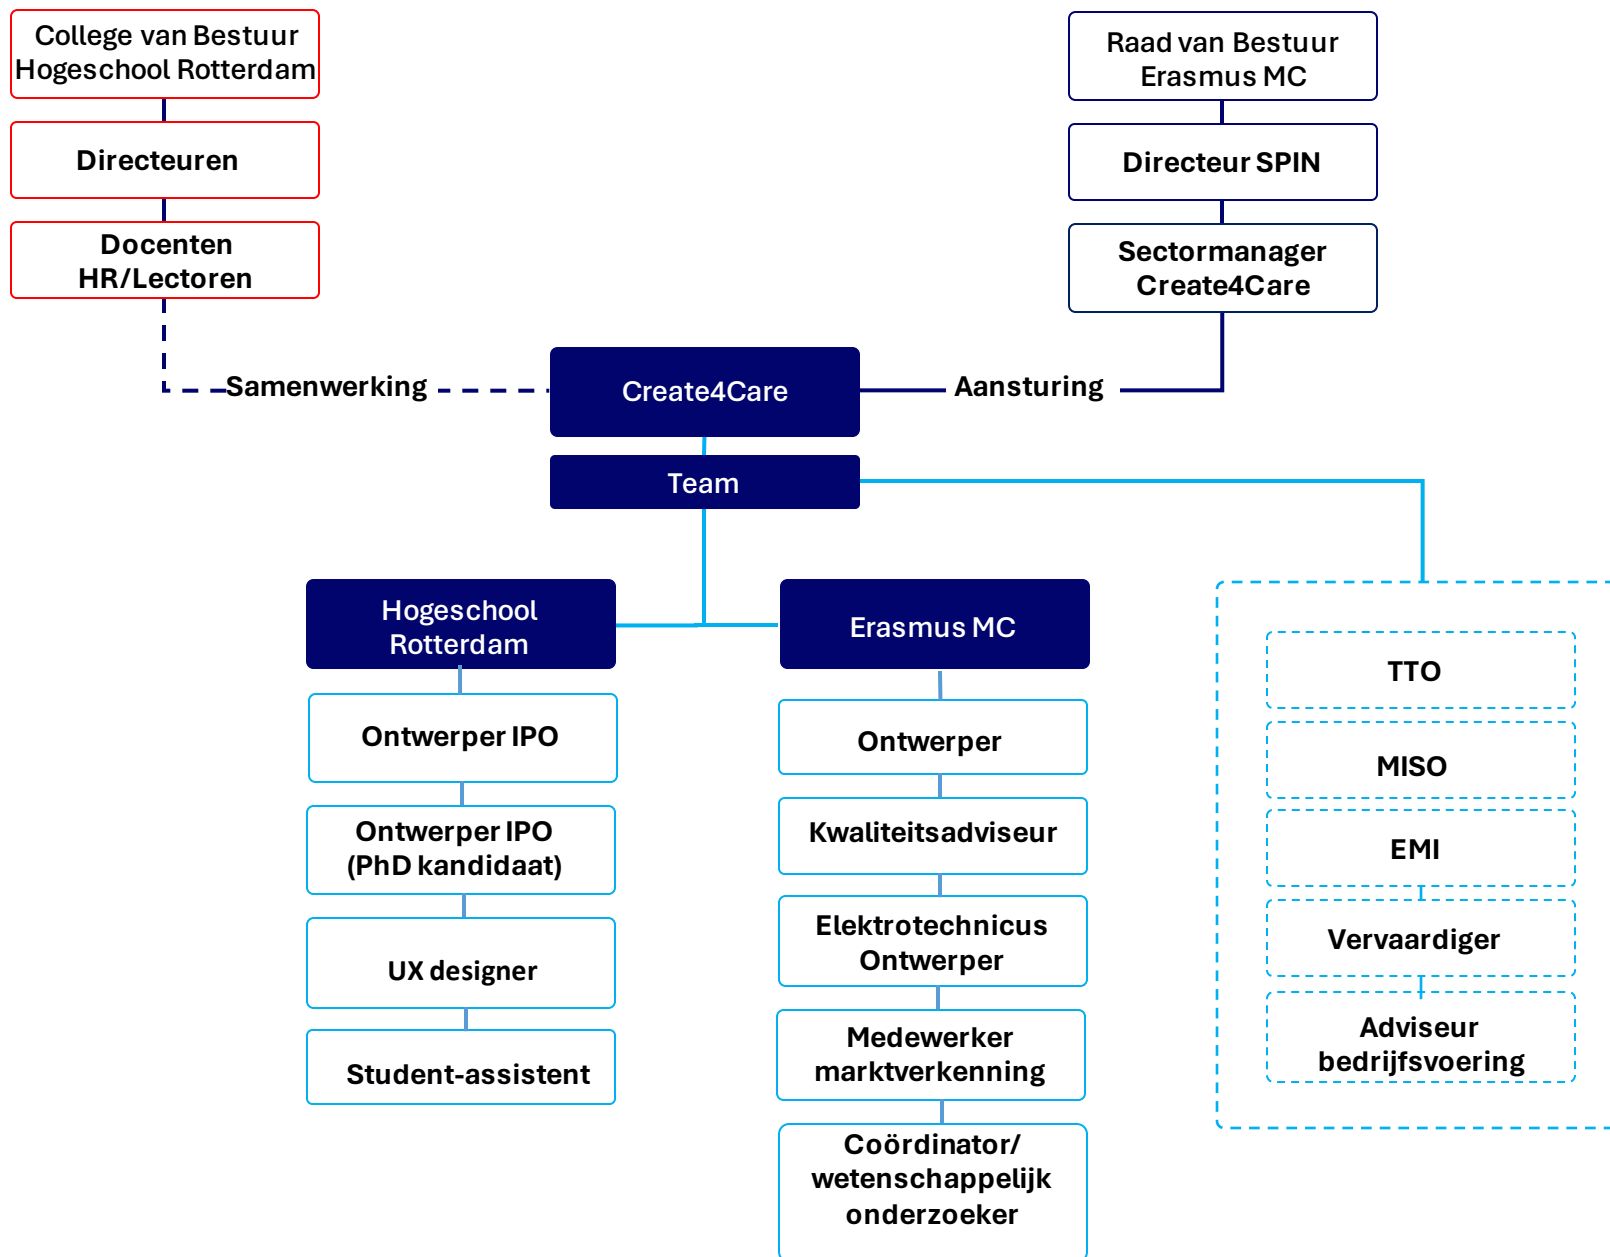 College van Bestuur
Hogeschool Rotterdam
Directeuren
Docenten
HR/Lectoren
Raad van Bestuur
Erasmus MC
Directeur SPIN
Sectormanager
Create4Care
Samenwerking
Create4Care
Aansturing
Team
Hogeschool
Rotterdam
Ontwerper IPO
Ontwerper IPO
(PhD kandidaat)
UX designer
Student-assistent
Erasmus MC
Ontwerper
Kwaliteitsadviseur
Elektrotechnicus
Ontwerper
Medewerker
marktverkenning
Coördinator/
wetenschappelijk
onderzoeker
TTO
MISO
EMI
Vervaardiger
Adviseur
bedrijfsvoering